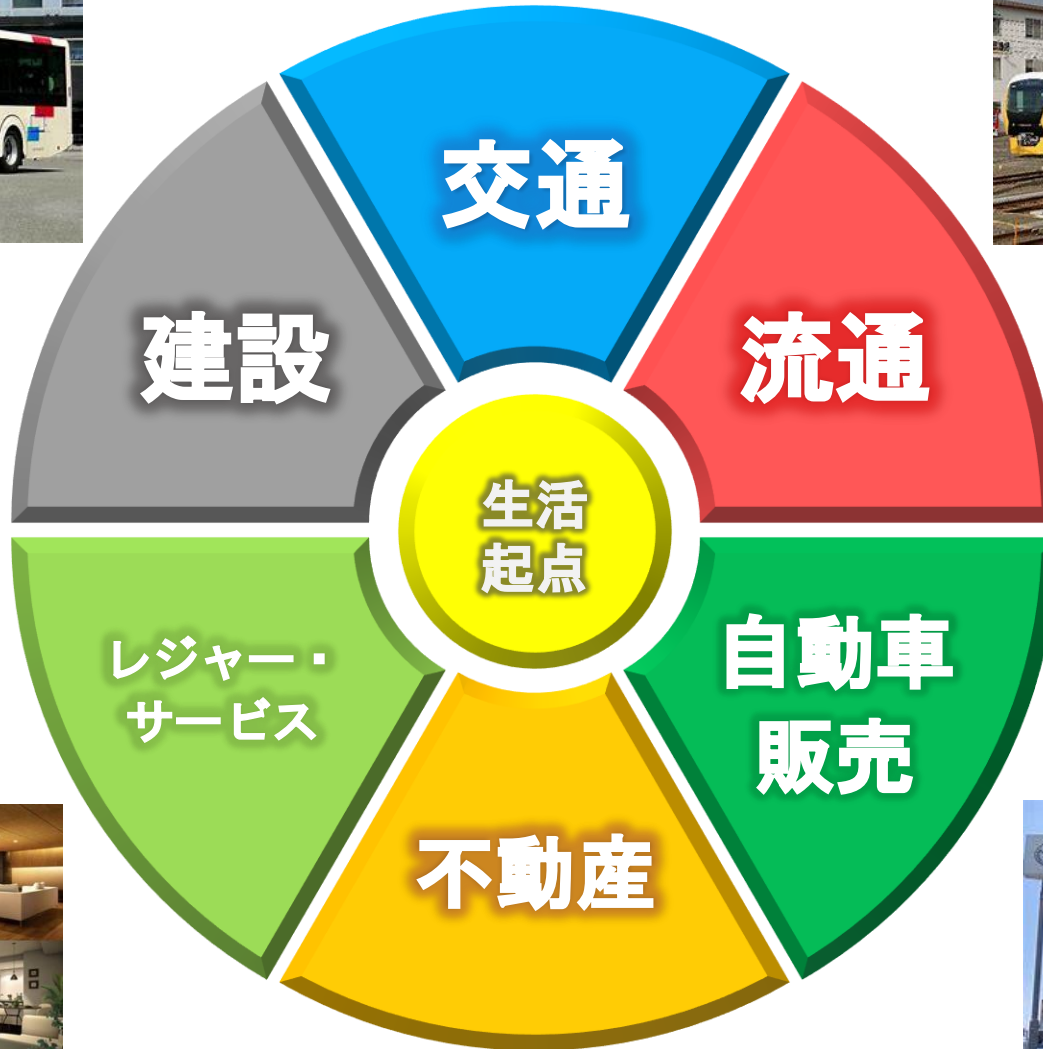 交通
流通
自動車
販売
不動産
レジャー・
サービス
建設
生活
起点